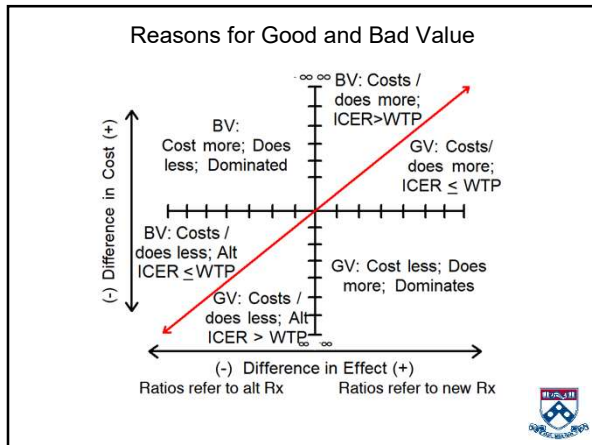 Reasons for Good and Bad Value
∞ ∞
BV: Costs /
does more;
ICER>WTP
BV:
Cost more; Does
less; Dominated
GV: Costs/
does more;
ICER ≤ WTP
(-) Difference in Cost (+)
BV: Costs /
does less; Alt
ICER ≤WTP
GV: Cost less; Does
more; Dominates
GV: Costs /
does less; Alt
ICER > WTP
∞ ∞
(-) Difference in Effect (+)
Ratios refer to alt Rx
Ratios refer to new Rx